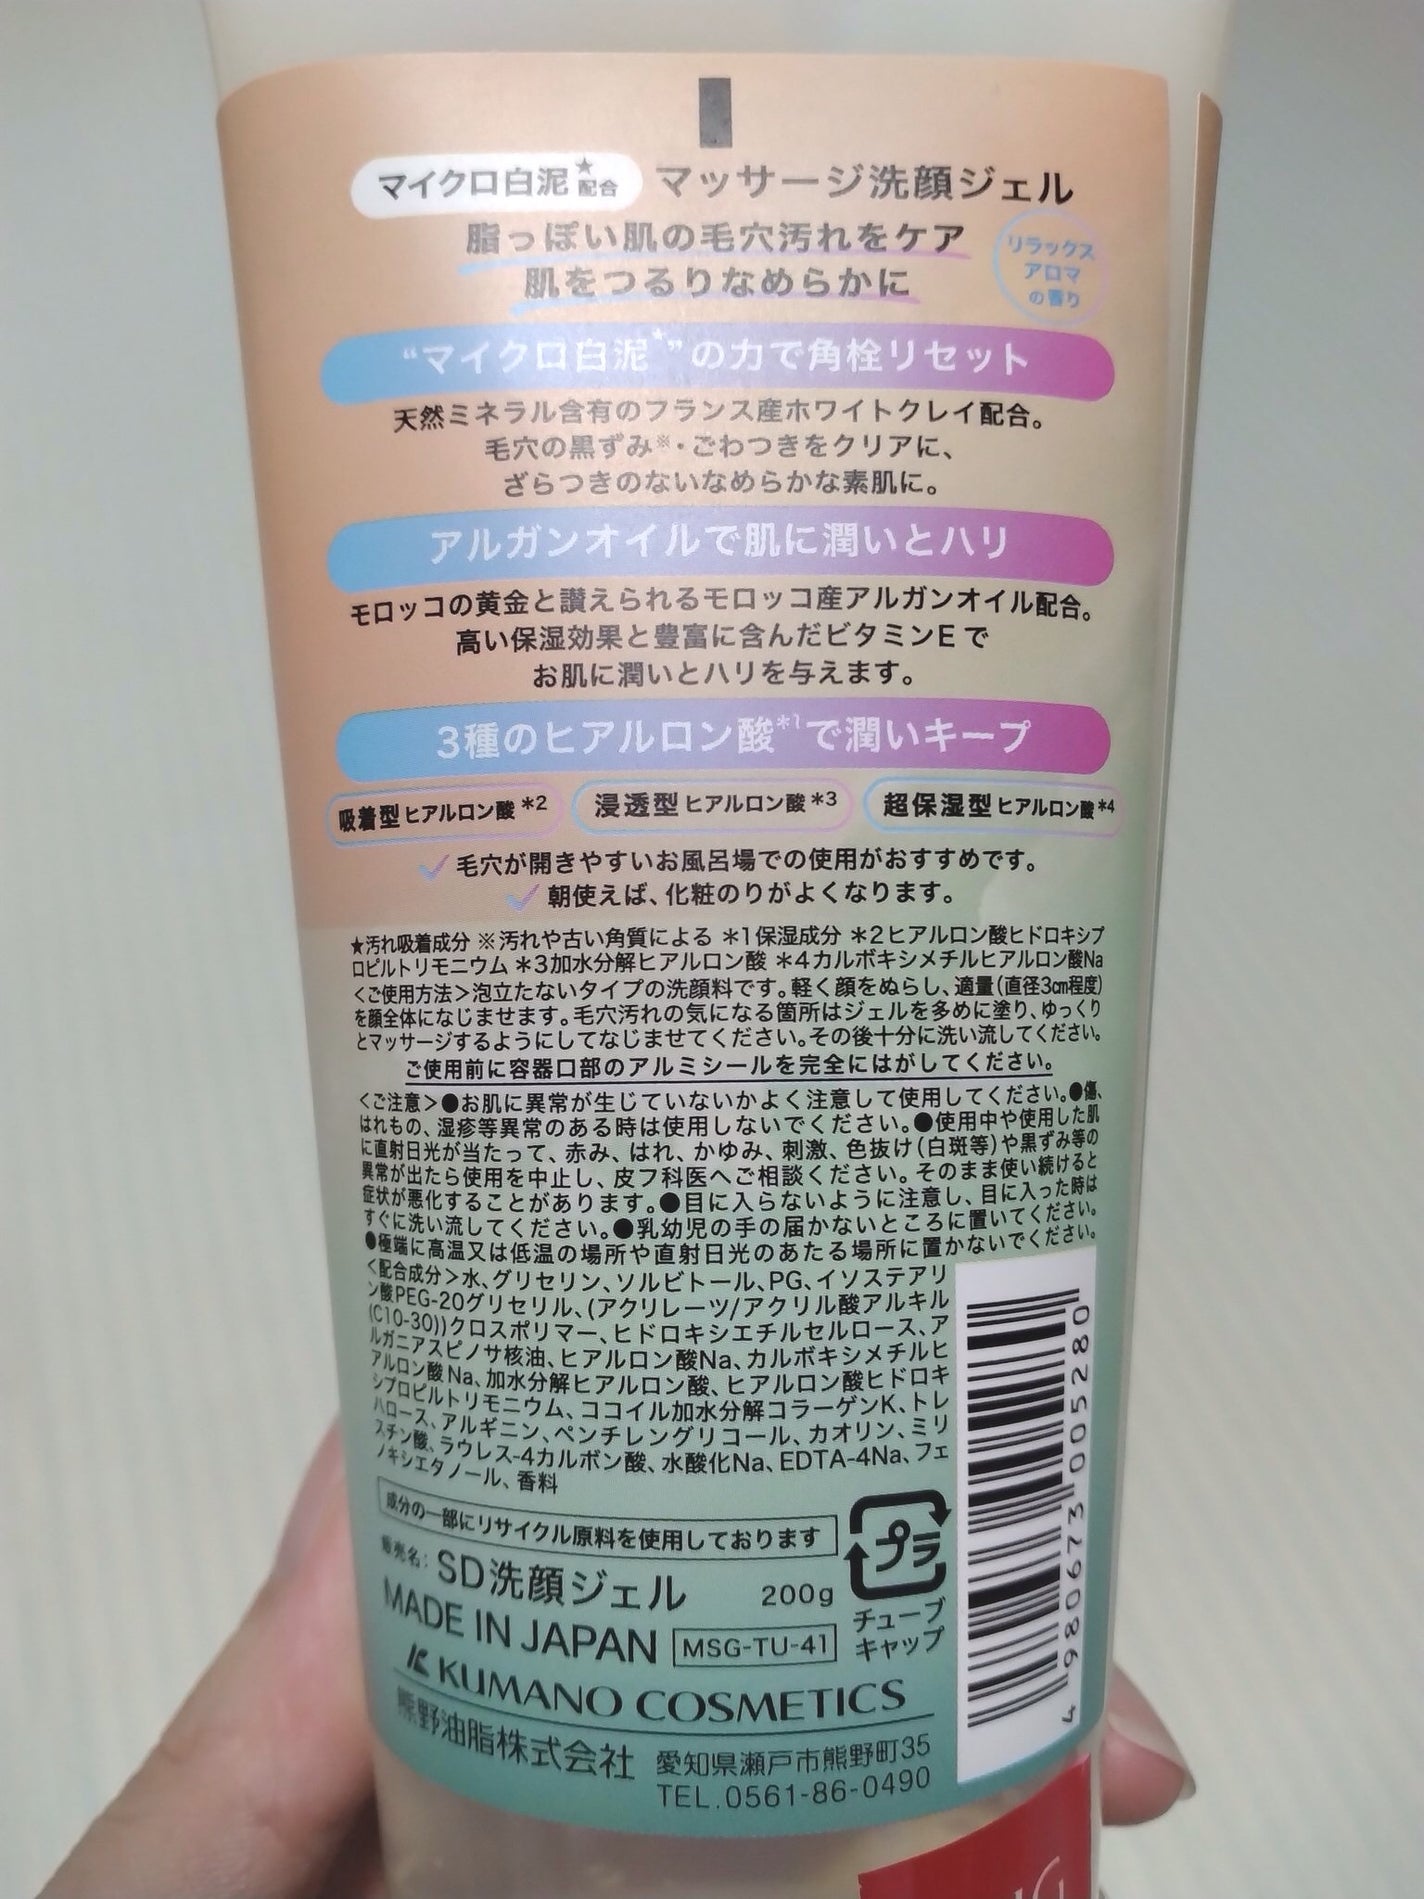 マイクロ白泥★配合 マッサージ洗顔ジェル
脂っぽい肌の毛穴汚れをケア
肌をつるりなめらかに
リラックス
アロマ
の香り
“マイクロ白泥★”の力で角栓リセット
天然ミネラル含有のフランス産ホワイトクレイ配合。
毛穴の黒ずみ※・ごわつきをクリアに、
ざらつきのないなめらかな素肌に。
アルガンオイルで肌に潤いとハリ
モロッコの黄金と讃えられるモロッコ産アルガンオイル配合。
高い保湿効果と豊富に含んだビタミンEで
お肌に潤いとハリを与えます。
3種のヒアルロン酸*1で潤いキープ
吸着型ヒアルロン酸*2 浸透型ヒアルロン酸*3 超保湿型ヒアルロン酸*4
毛穴が開きやすいお風呂場での使用がおすすめです。
朝使えば、化粧のりがよくなります。
★汚れ吸着成分 ※汚れや古い角質による *1保湿成分 *2ヒアルロン酸ヒドロキシプ
ロピルトリモニウム *3加水分解ヒアルロン酸 *4カルボキシメチルヒアルロン酸Na
<ご使用方法>泡立たないタイプの洗顔料です。軽く顔をぬらし、適量(直径3㎝程度)
を顔全体になじませます。毛穴汚れの気になる箇所はジェルを多めに塗り、ゆっくり
とマッサージするようにしてなじませてください。その後十分に洗い流してください。
ご使用前に容器口部のアルミシールを完全にはがしてください。
<ご注意>●お肌に異常が生じていないかよく注意して使用してください。●傷、
はれもの、湿疹等異常のある時は使用しないでください。●使用中や使用した肌
に直射日光が当たって、赤み、はれ、かゆみ、刺激、色抜け(白斑等)や黒ずみ等の
異常が出たら使用を中止し、皮フ科医へご相談ください。そのまま使い続けると
症状が悪化することがあります。●目に入らないように注意し、目に入った時は
すぐに洗い流してください。●乳幼児の手の届かないところに置いてください。
●極端に高温又は低温の場所や直射日光のあたる場所に置かないでください。
<配合成分>水、グリセリン、ソルビトール、PG、イソステアリ
ン酸PEG-20グリセリル、(アクリレーツ/アクリル酸アルキル
(C10-30))クロスポリマー、ヒドロキシエチルセルロース、ア
ルガニアスピノサ核油、ヒアルロン酸Na、カルボキシメチルヒ
アルロン酸Na、加水分解ヒアルロン酸、ヒアルロン酸ヒドロキ
シプロピルトリモニウム、ココイル加水分解コラーゲンK、トレ
ハロース、アルギニン、ペンチレングリコール、カオリン、ミリ
スチン酸、ラウレス-4カルボン酸、水酸化Na、EDTA-4Na、フェ
ノキシエタノール、香料
成分の一部にリサイクル原料を使用しております
販売名:SD洗顔ジェル 200g
プラ
チューブ
キャップ
MADE IN JAPAN MSG-TU-41
KUMANO COSMETICS
熊野油脂株式会社 愛知県瀬戸市熊野町35
TEL.0561-86-0490
4 980673 005280